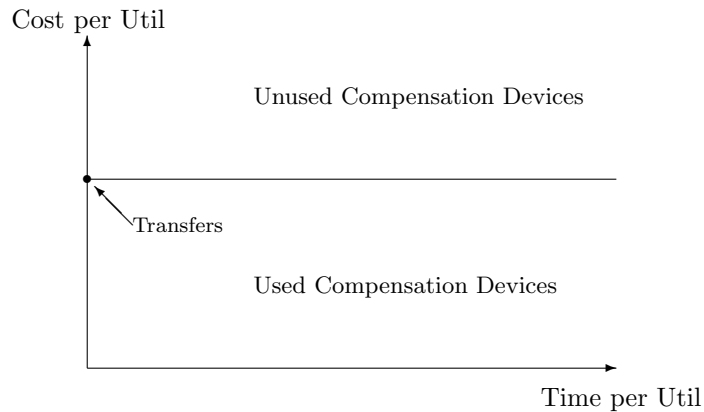 Cost per Util
Unused Compensation Devices
Transfers
Used Compensation Devices
Time per Util